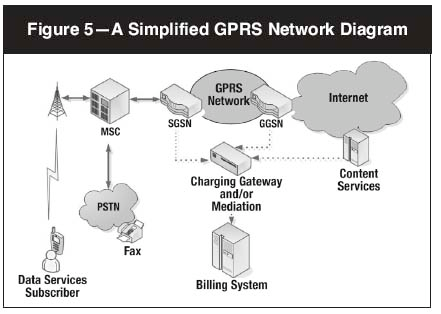 Figure 5—A Simplified GPRS Network Diagram
GPRS
Network
Internet
MSC
SGSN
GGSN
PSTN
Fax
Charging Gateway
and/or
Mediation
Content
Services
Data Services
Subscriber
Billing System